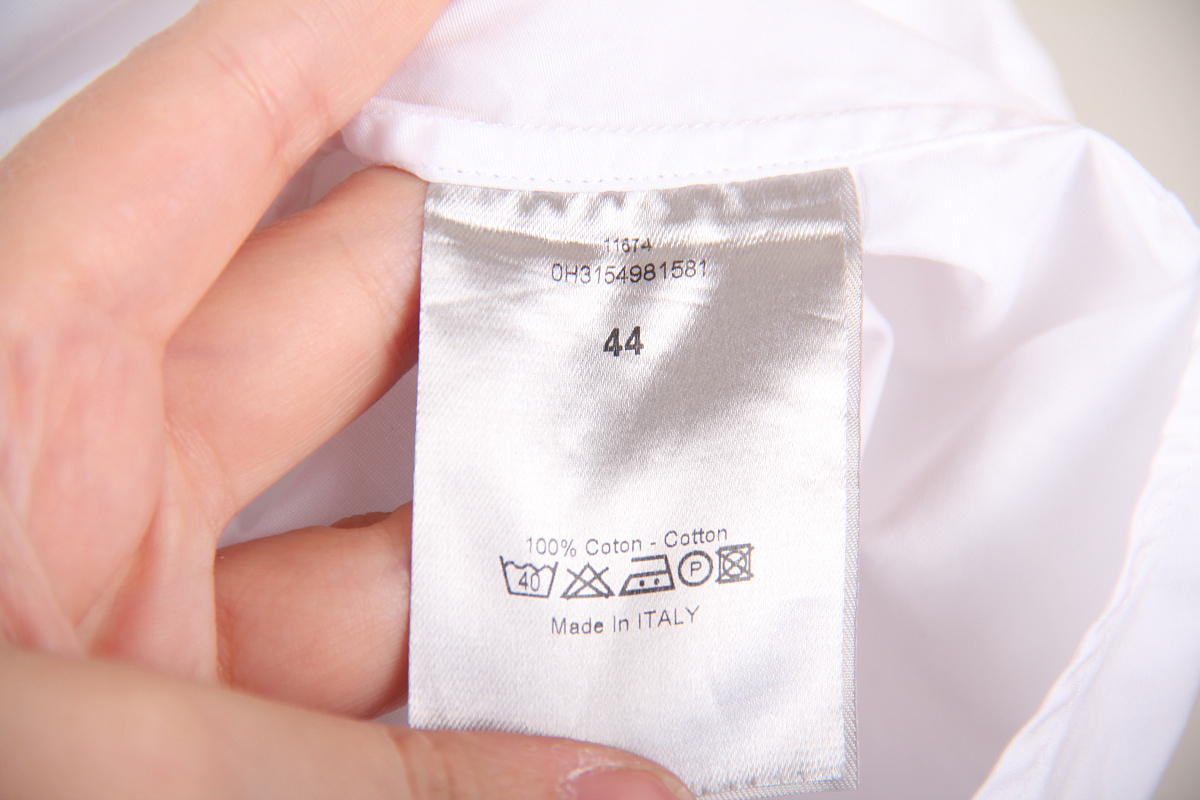 11674
0H3154981581
44
100% Coton - Cotton
40 P
Made In ITALY